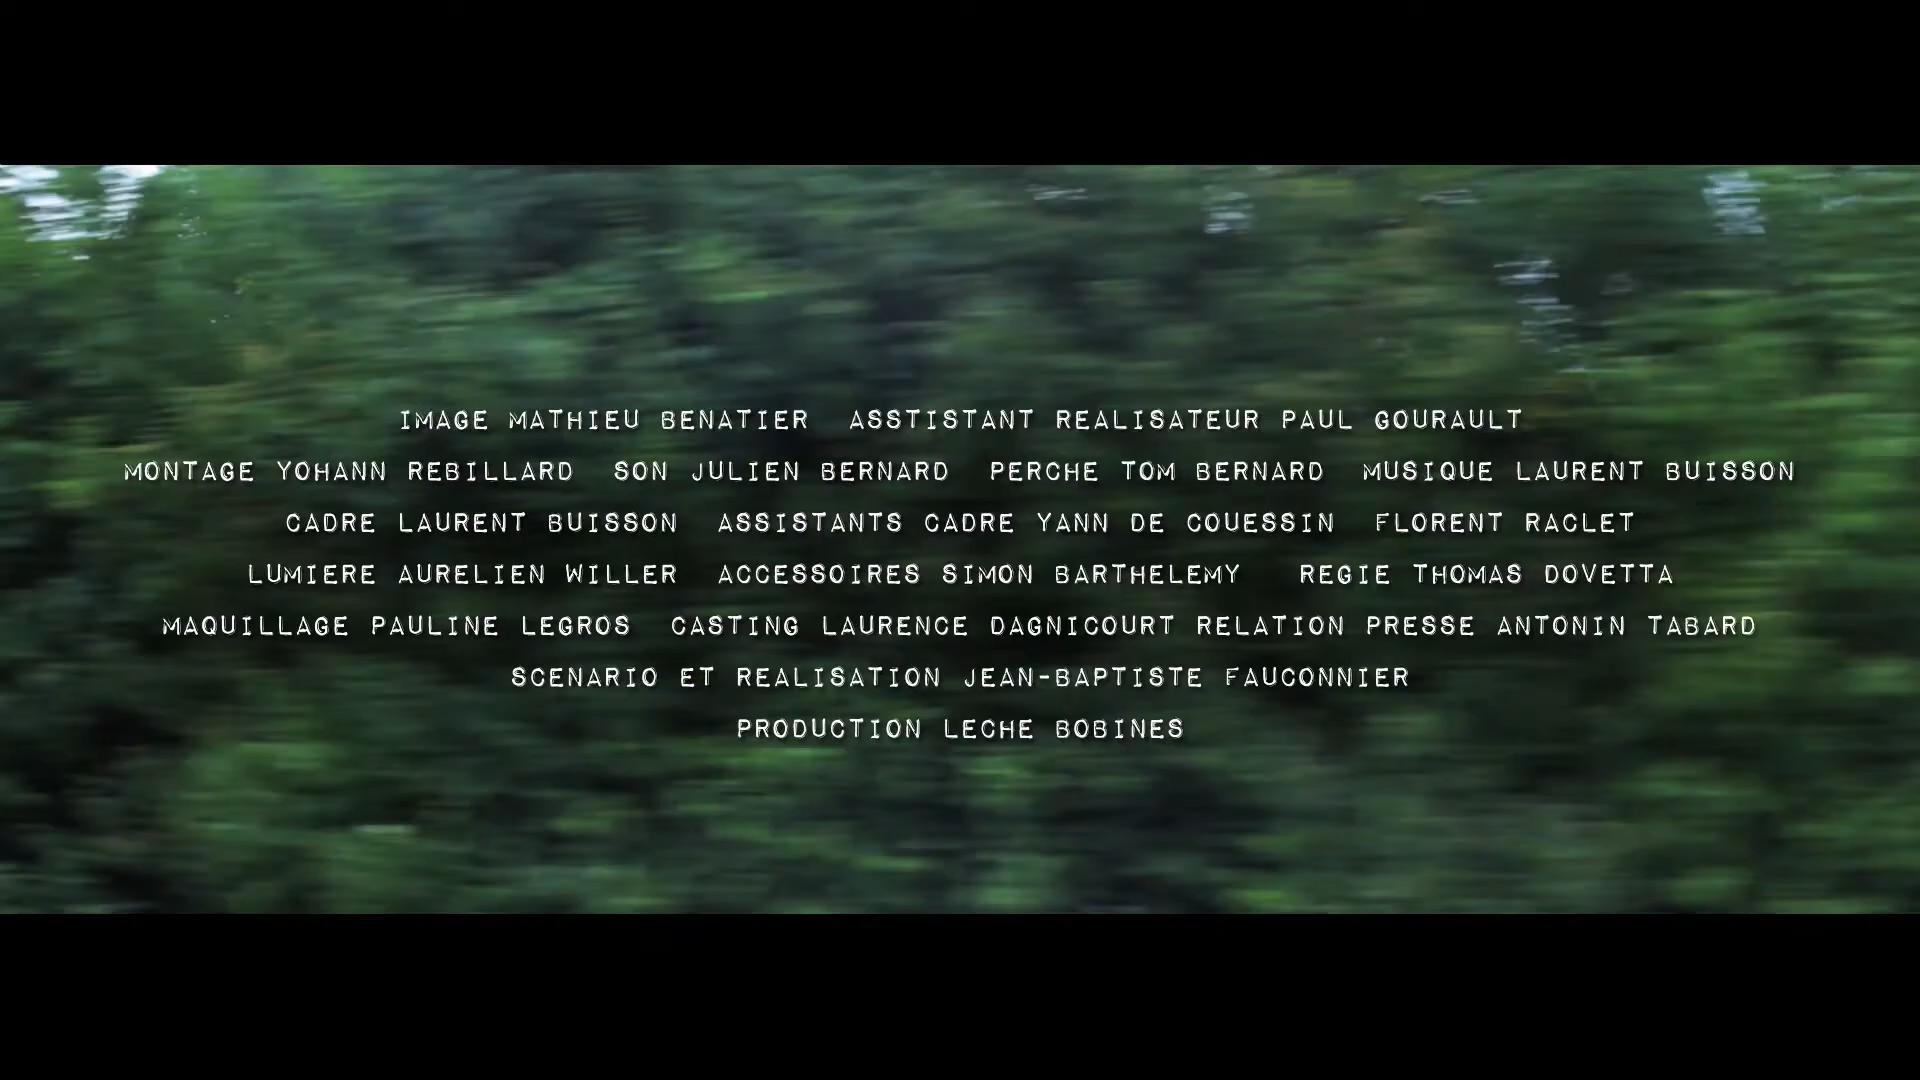 IMAGE MATHIEU BENATIER ASSTISTANT REALISATEUR PAUL GOURAULT
MONTAGE YOHANN REBILLARD SON JULIEN BERNARD PERCHE TOM BERNARD MUSIQUE LAURENT BUISSON
CADRE LAURENT BUISSON ASSISTANTS CADRE YANN DE COUESSIN FLORENT RACLET
LUMIERE AURELIEN WILLER ACCESSOIRES SIMON BARTHELEMY REGIE THOMAS DOVETTA
MAQUILLAGE PAULINE LEGROS CASTING LAURENCE DAGNICOURT RELATION PRESSE ANTONIN TABARD
SCENARIO ET REALISATION JEAN-BAPTISTE FAUCONNIER
PRODUCTION LECHE BOBINES